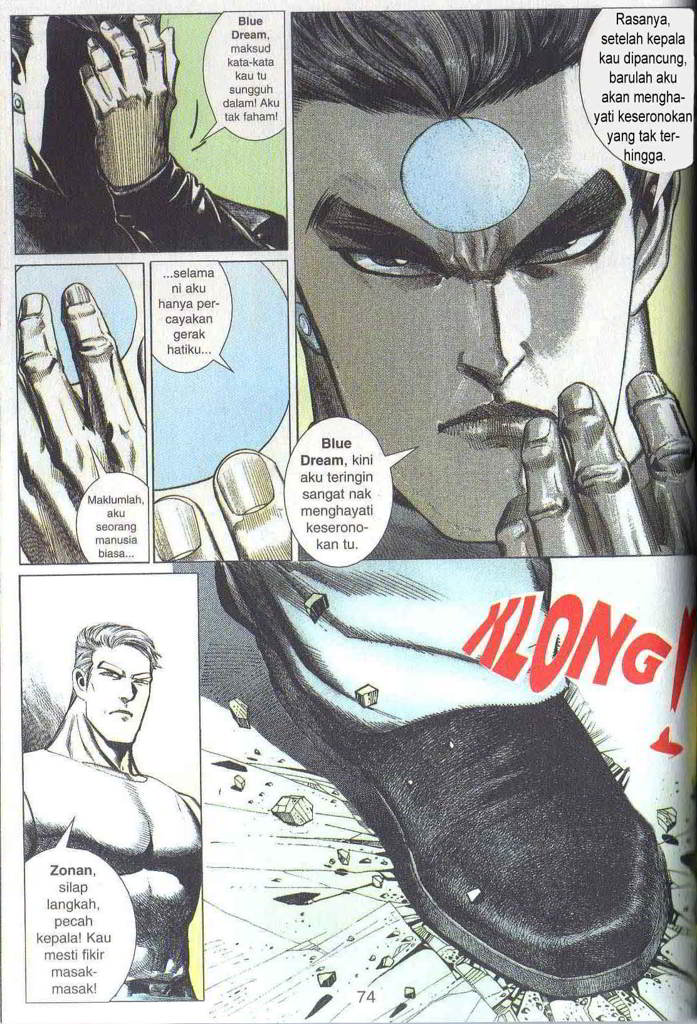 Blue
Dream,
maksud
kata-kata
kau tu
sungguh
dalam! Aku
tak faham!
Rasanya,
setelah kepala
kau dipancung,
barulah aku
akan mengha-
yati keseronokan
yang tak ter-
hingga.
Maklumlah,
aku
seorang
manusia
biasa...
...selama
ni aku
hanya per-
cayakan
gerak
hatiku...
Blue
Dream, kini
aku teringin
sangat nak
menghayati
keserono-
kan tu.
Zonan,
silap
langkah,
pecah
kepala! Kau
mesti fikir
masak-
masak!
KLONG!
74